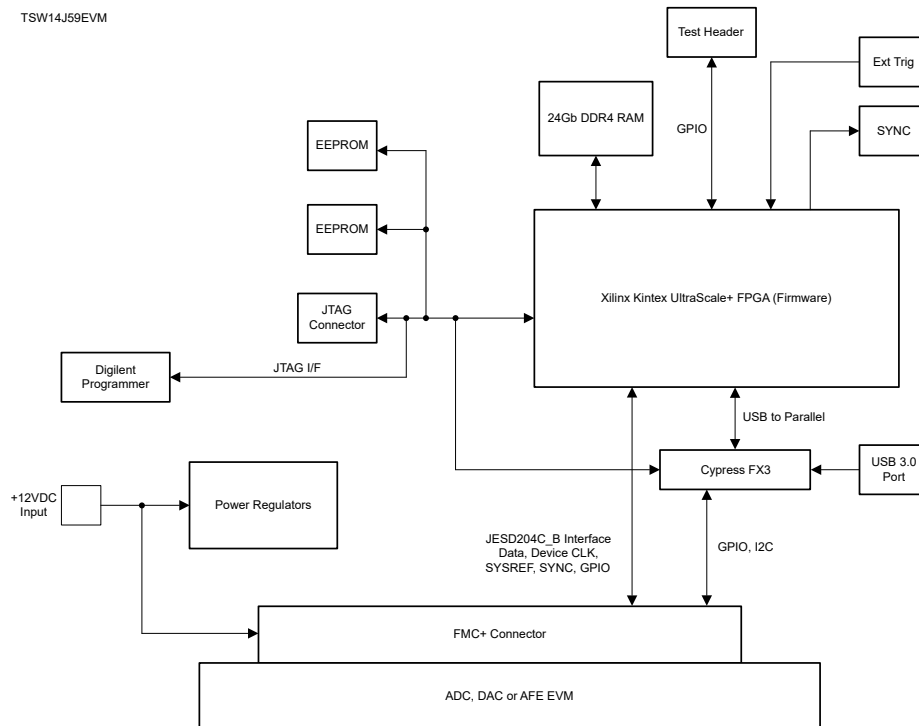 TSW14J59EVM
Test Header
Ext Trig
24Gb DDR4 RAM
GPIO
SYNC
EEPROM
EEPROM
Xilinx Kintex UltraScale+ FPGA (Firmware)
JTAG
Connector
Digilent
Programmer
JTAG I/F
USB to Parallel
Cypress FX3
USB 3.0
Port
+12VDC
Input
Power Regulators
JESD204C_B Interface
Data, Device CLK,
SYSREF, SYNC, GPIO
GPIO, I2C
FMC+ Connector
ADC, DAC or AFE EVM